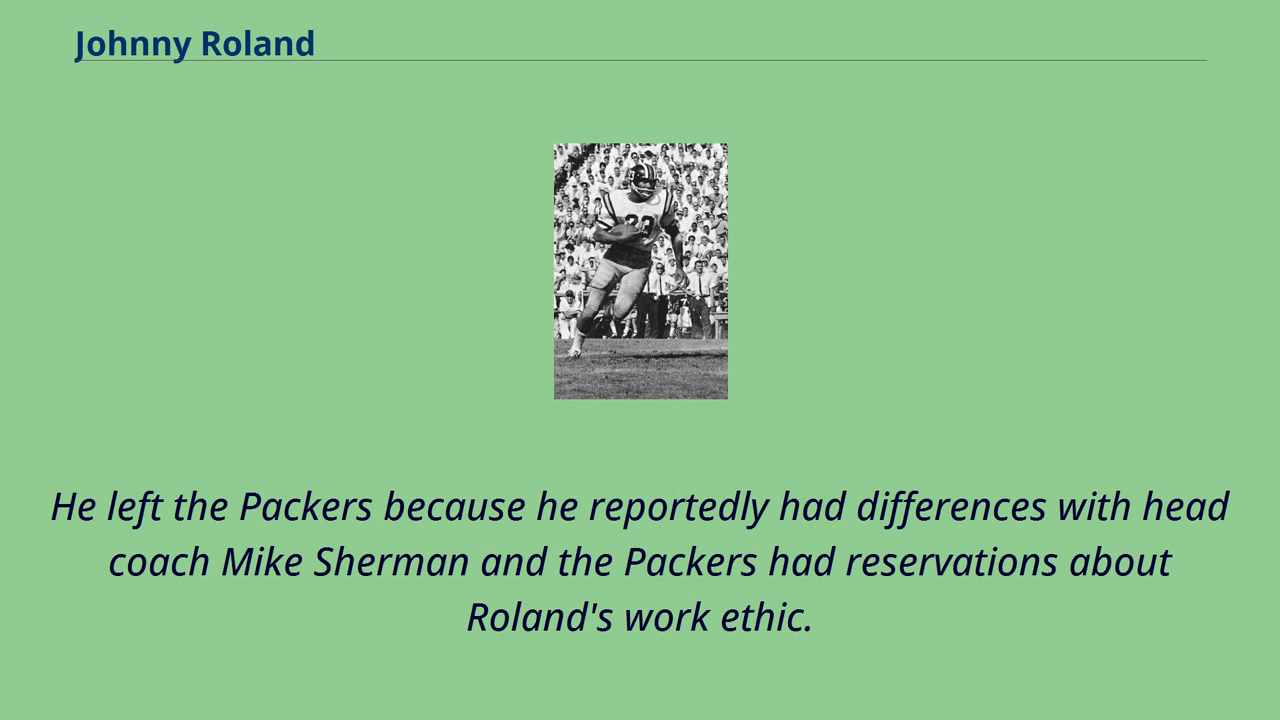 Johnny Roland
He left the Packers because he reportedly had differences with head
coach Mike Sherman and the Packers had reservations about
Roland's work ethic.